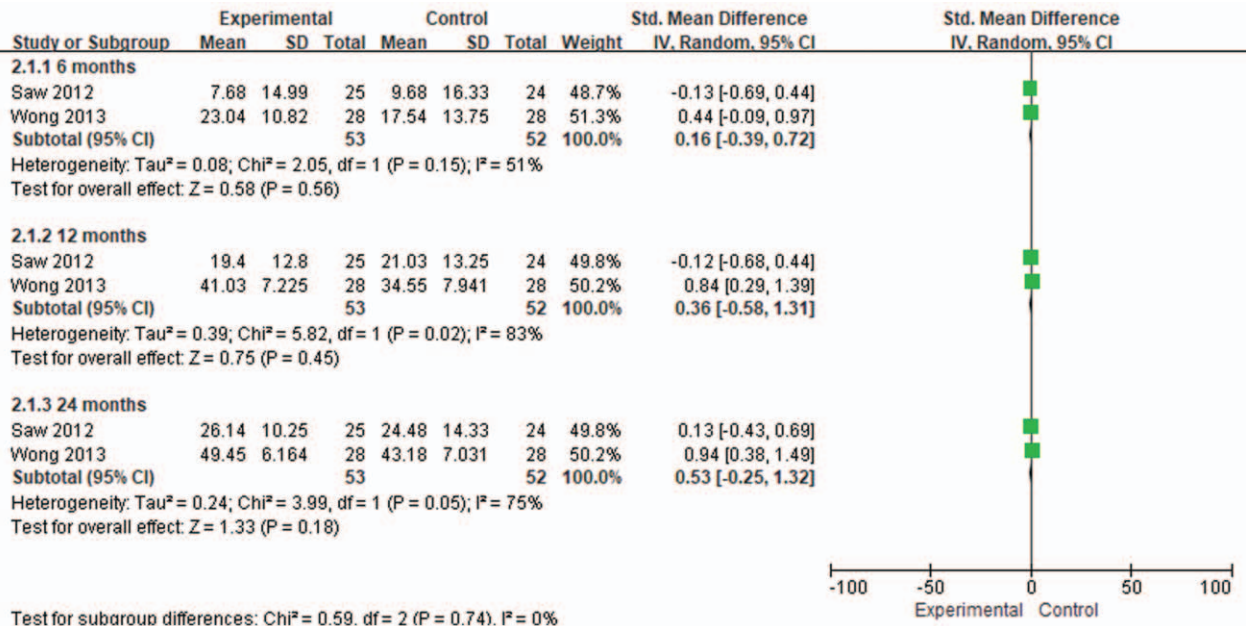 Experimental Control Std. Mean Difference Std. Mean Difference
Study or Subgroup Mean SD Total Mean SD Total Weight IV, Random, 95% CI IV, Random, 95% CI
2.1.1 6 months
Saw 2012 7.68 14.99 25 9.68 16.33 24 48.7% -0.13 [-0.69, 0.44]
Wong 2013 23.04 10.82 28 17.54 13.75 28 51.3% 0.44 [-0.09, 0.97]
Subtotal (95% CI) 53 52 100.0% 0.16 [-0.39, 0.72]
Heterogeneity: Tau² = 0.08; Chi² = 2.05, df = 1 (P = 0.15); I² = 51%
Test for overall effect: Z = 0.58 (P = 0.56)
2.1.2 12 months
Saw 2012 19.4 12.8 25 21.03 13.25 24 49.8% -0.12 [-0.68, 0.44]
Wong 2013 41.03 7.225 28 34.55 7.941 28 50.2% 0.84 [0.29, 1.39]
Subtotal (95% CI) 53 52 100.0% 0.36 [-0.58, 1.31]
Heterogeneity: Tau² = 0.39; Chi² = 5.82, df = 1 (P = 0.02); I² = 83%
Test for overall effect: Z = 0.75 (P = 0.45)
2.1.3 24 months
Saw 2012 26.14 10.25 25 24.48 14.33 24 49.8% 0.13 [-0.43, 0.69]
Wong 2013 49.45 6.164 28 43.18 7.031 28 50.2% 0.94 [0.38, 1.49]
Subtotal (95% CI) 53 52 100.0% 0.53 [-0.25, 1.32]
Heterogeneity: Tau² = 0.24; Chi² = 3.99, df = 1 (P = 0.05); I² = 75%
Test for overall effect: Z = 1.33 (P = 0.18)
-100 -50 0 50 100
Experimental Control
Test for subgroup differences: Chi² = 0.59, df = 2 (P = 0.74), I² = 0%